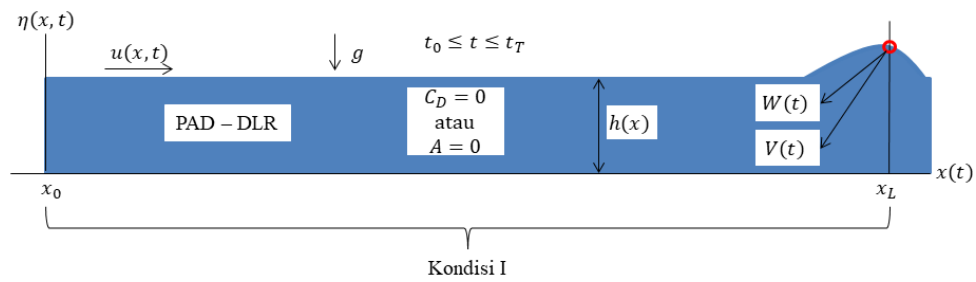 η(x, t)
u(x, t)
g
t₀ ≤ t ≤ t_T
PAD – DLR
C_D = 0
atau
A = 0
h(x)
W(t)
V(t)
x(t)
x₀
x_L
Kondisi I